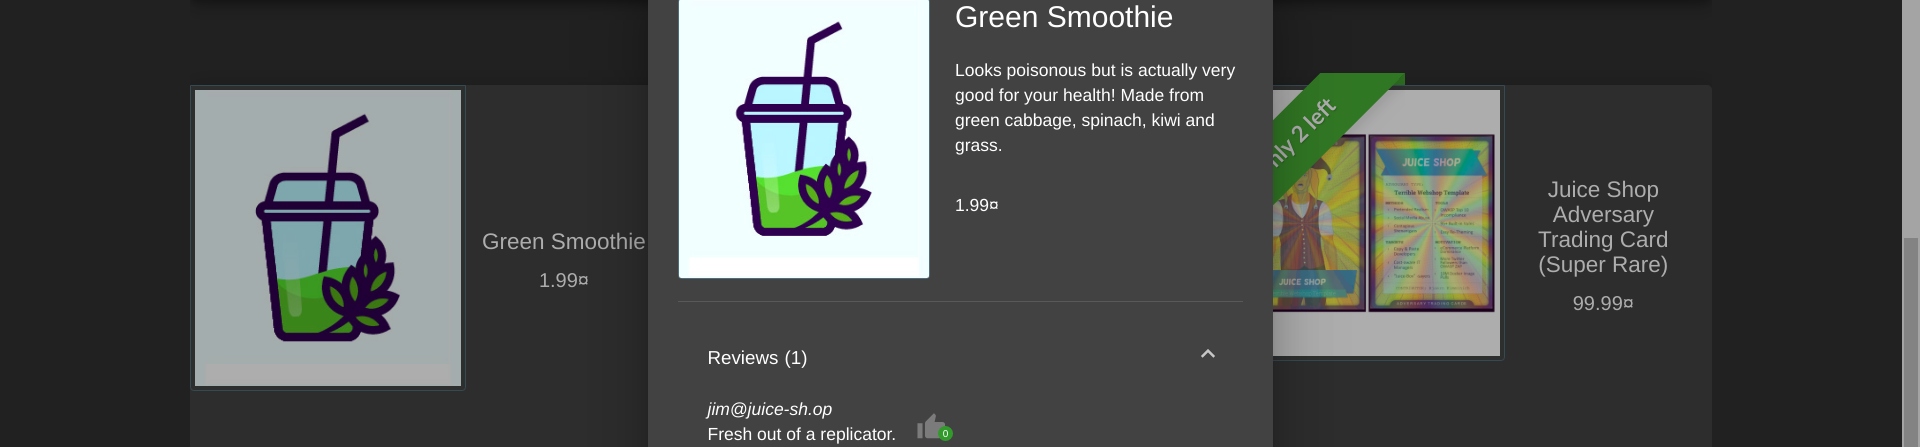 Green Smoothie
Looks poisonous but is actually very
good for your health! Made from
green cabbage, spinach, kiwi and
grass.
1.99¤
Reviews (1)
jim@juice-sh.op
Fresh out of a replicator.
0
Green Smoothie
1.99¤
2 left
JUICE SHOP
JUICE SHOP
Juice Shop
Adversary
Trading Card
(Super Rare)
99.99¤